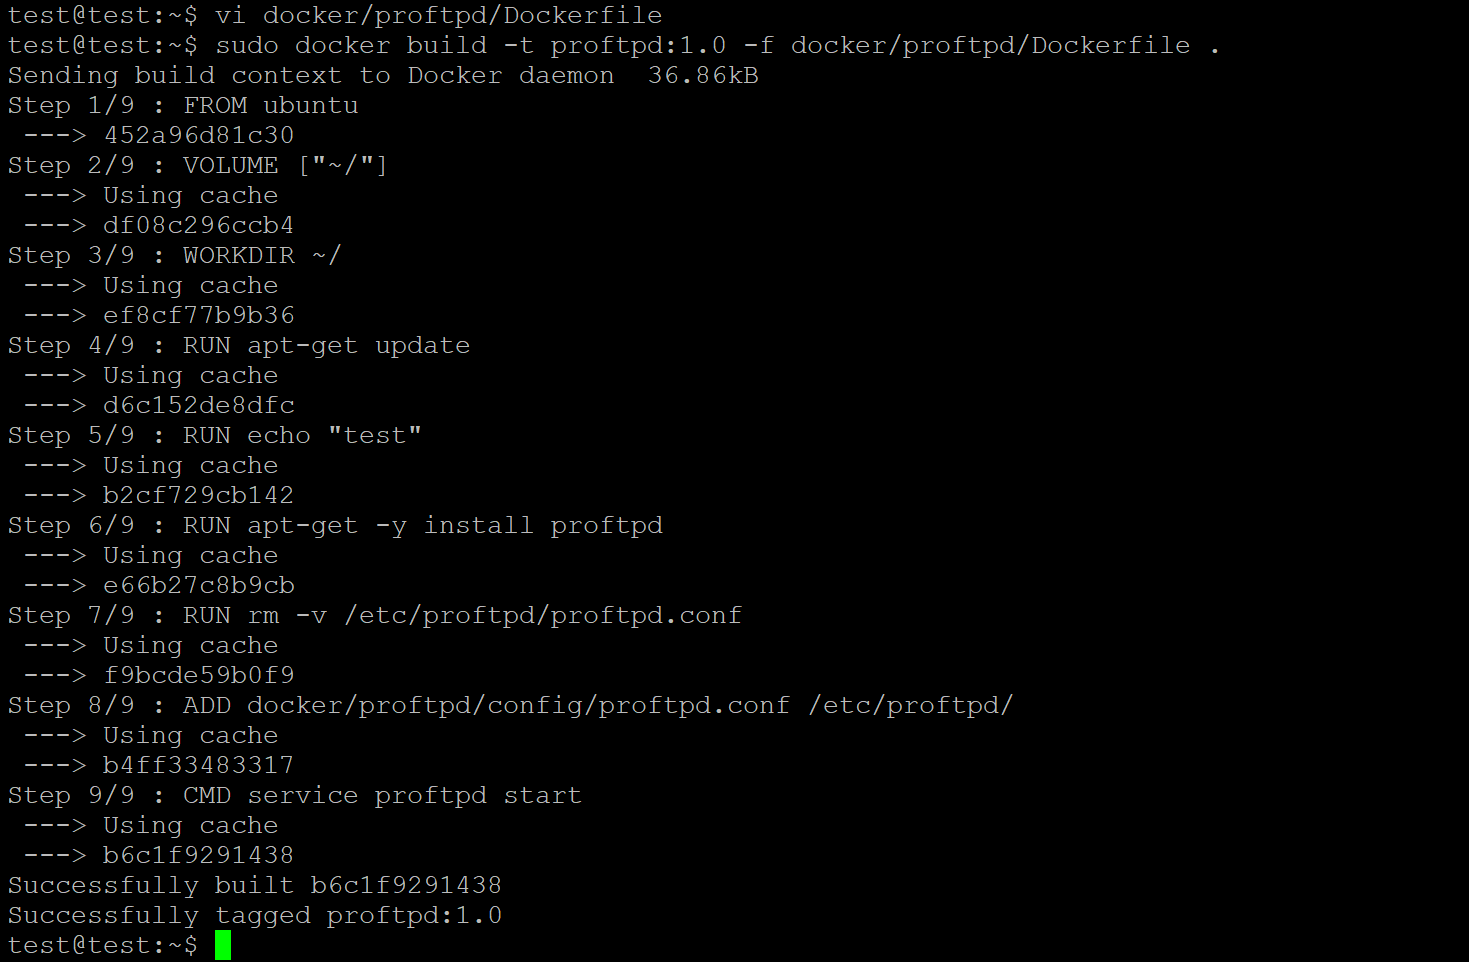 test@test:~$ vi docker/proftpd/Dockerfile
test@test:~$ sudo docker build -t proftpd:1.0 -f docker/proftpd/Dockerfile .
Sending build context to Docker daemon  36.86kB
Step 1/9 : FROM ubuntu
 ---> 452a96d81c30
Step 2/9 : VOLUME ["~/"]
 ---> Using cache
 ---> df08c296ccb4
Step 3/9 : WORKDIR ~/
 ---> Using cache
 ---> ef8cf77b9b36
Step 4/9 : RUN apt-get update
 ---> Using cache
 ---> d6c152de8dfc
Step 5/9 : RUN echo "test"
 ---> Using cache
 ---> b2cf729cb142
Step 6/9 : RUN apt-get -y install proftpd
 ---> Using cache
 ---> e66b27c8b9cb
Step 7/9 : RUN rm -v /etc/proftpd/proftpd.conf
 ---> Using cache
 ---> f9bcde59b0f9
Step 8/9 : ADD docker/proftpd/config/proftpd.conf /etc/proftpd/
 ---> Using cache
 ---> b4ff33483317
Step 9/9 : CMD service proftpd start
 ---> Using cache
 ---> b6c1f9291438
Successfully built b6c1f9291438
Successfully tagged proftpd:1.0
test@test:~$